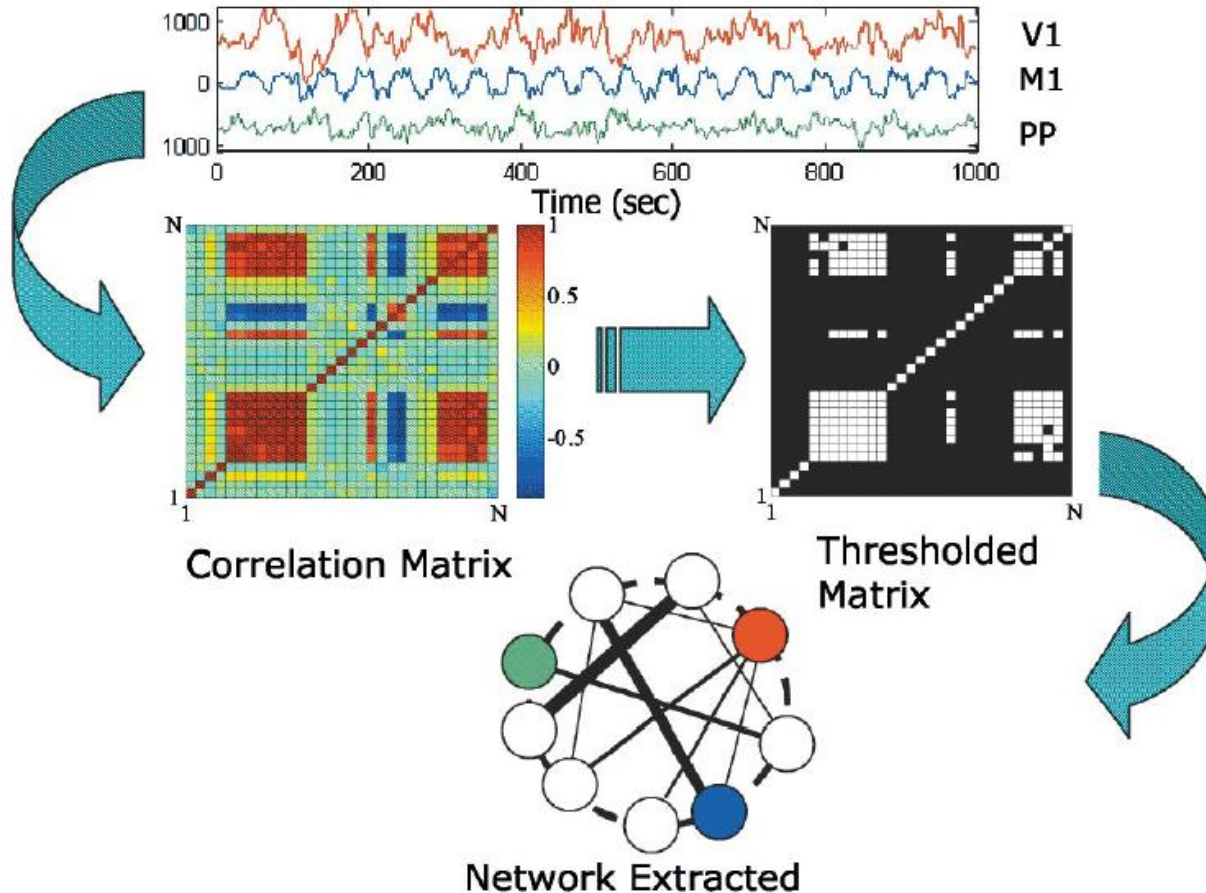 1000
V1
0
M1
1000
PP
0 200 400 600 800 1000
Time (sec)
N
1
0.5
0
-0.5
1
1 N
N
1
1 N
Correlation Matrix
Thresholded
Matrix
Network Extracted